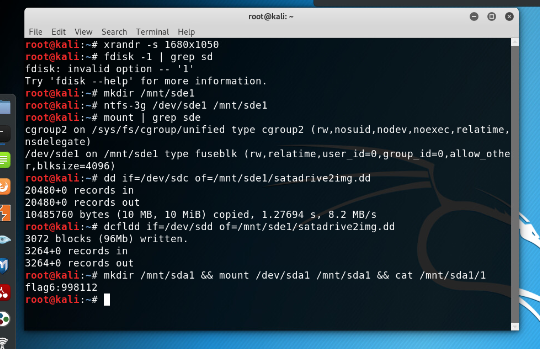 root@kali: ~
File Edit View Search Terminal Help
root@kali:~# xrandr -s 1680x1050
root@kali:~# fdisk -1 | grep sd
fdisk: invalid option -- '1'
Try 'fdisk --help' for more information.
root@kali:~# mkdir /mnt/sde1
root@kali:~# ntfs-3g /dev/sde1 /mnt/sde1
root@kali:~# mount | grep sde
cgroup2 on /sys/fs/cgroup/unified type cgroup2 (rw,nosuid,nodev,noexec,relatime,
nsdelegate)
/dev/sde1 on /mnt/sde1 type fuseblk (rw,relatime,user_id=0,group_id=0,allow_othe
r,blksize=4096)
root@kali:~# dd if=/dev/sdc of=/mnt/sde1/satadrive2img.dd
20480+0 records in
20480+0 records out
10485760 bytes (10 MB, 10 MiB) copied, 1.27694 s, 8.2 MB/s
root@kali:~# dcfldd if=/dev/sdd of=/mnt/sde1/satadrive2img.dd
3072 blocks (96Mb) written.
3264+0 records in
3264+0 records out
root@kali:~# mkdir /mnt/sda1 && mount /dev/sda1 /mnt/sda1 && cat /mnt/sda1/1
flag6:998112
root@kali:~#